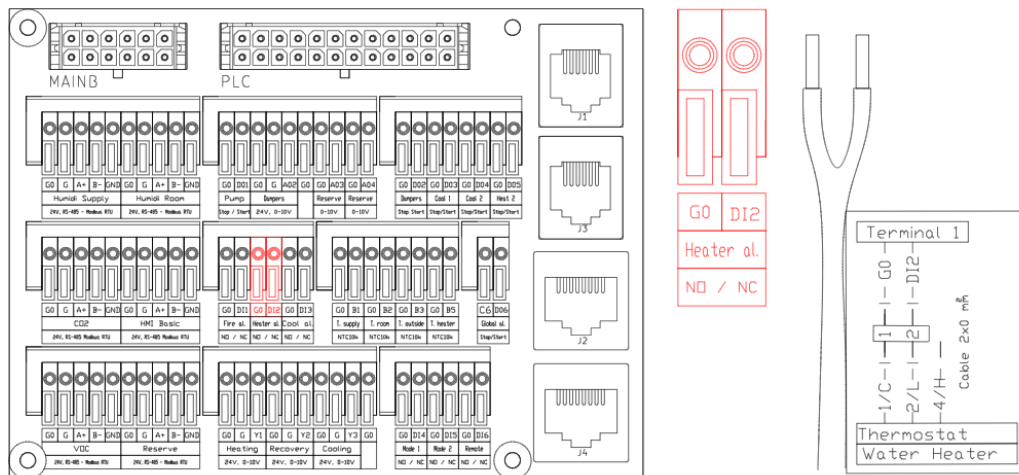 MAINB PLC
J1
G0 G A+ B- GND G0 G A+ B- GND
Humidi Supply Humidi Room
24V, RS-485 - Modbus RTU 24V, RS-485 - Modbus RTU
G0 D01 G0 G A02 G0 G0 A03 G0 A04
Pump Dampers Reserve Reserve
Stop / Start 24V, 0-10V 0-10V 0-10V
G0 D02 G0 D03 G0 D04 G0 D05
Dampers Cool 1 Cool 2 Heat 2
Stop Start Stop/Start Stop/Start Stop/Start
J3
G0 G A+ B- GND G0 G A+ B- GND
CO2 HMI Basic
24V, RS-485 Modbus RTU 24V, RS-485 Modbus RTU
G0 DI1 G0 DI2 G0 DI3
Fire al. Heater al. Cool al.
NO / NC NO / NC NO / NC
G0 B1 G0 B2 G0 B3 G0 B5
T. supply T. room T. outside T. heater
NTC10k NTC10k NTC10k NTC10k
C6 D06
Global al.
Stop/Start
J2
G0 G A+ B- GND G0 G A+ B- GND
VOC Reserve
24V, RS-485 - Modbus RTU 24V, RS-485 - Modbus RTU
G0 G Y1 G0 G Y2 G0 G Y3 G0
Heating Recovery Cooling
24V, 0-10V 24V, 0-10V 24V, 0-10V
G0 DI4 G0 DI5 G0 DI6
Mode 1 Mode 2 Remote
NO / NC NO / NC NO / NC
J4
G0 DI2
Heater al.
NO / NC
Terminal 1
G0
DI2
1
2
1/C
2/L
4/H
Cable 2x0 mm²
Thermostat
Water Heater